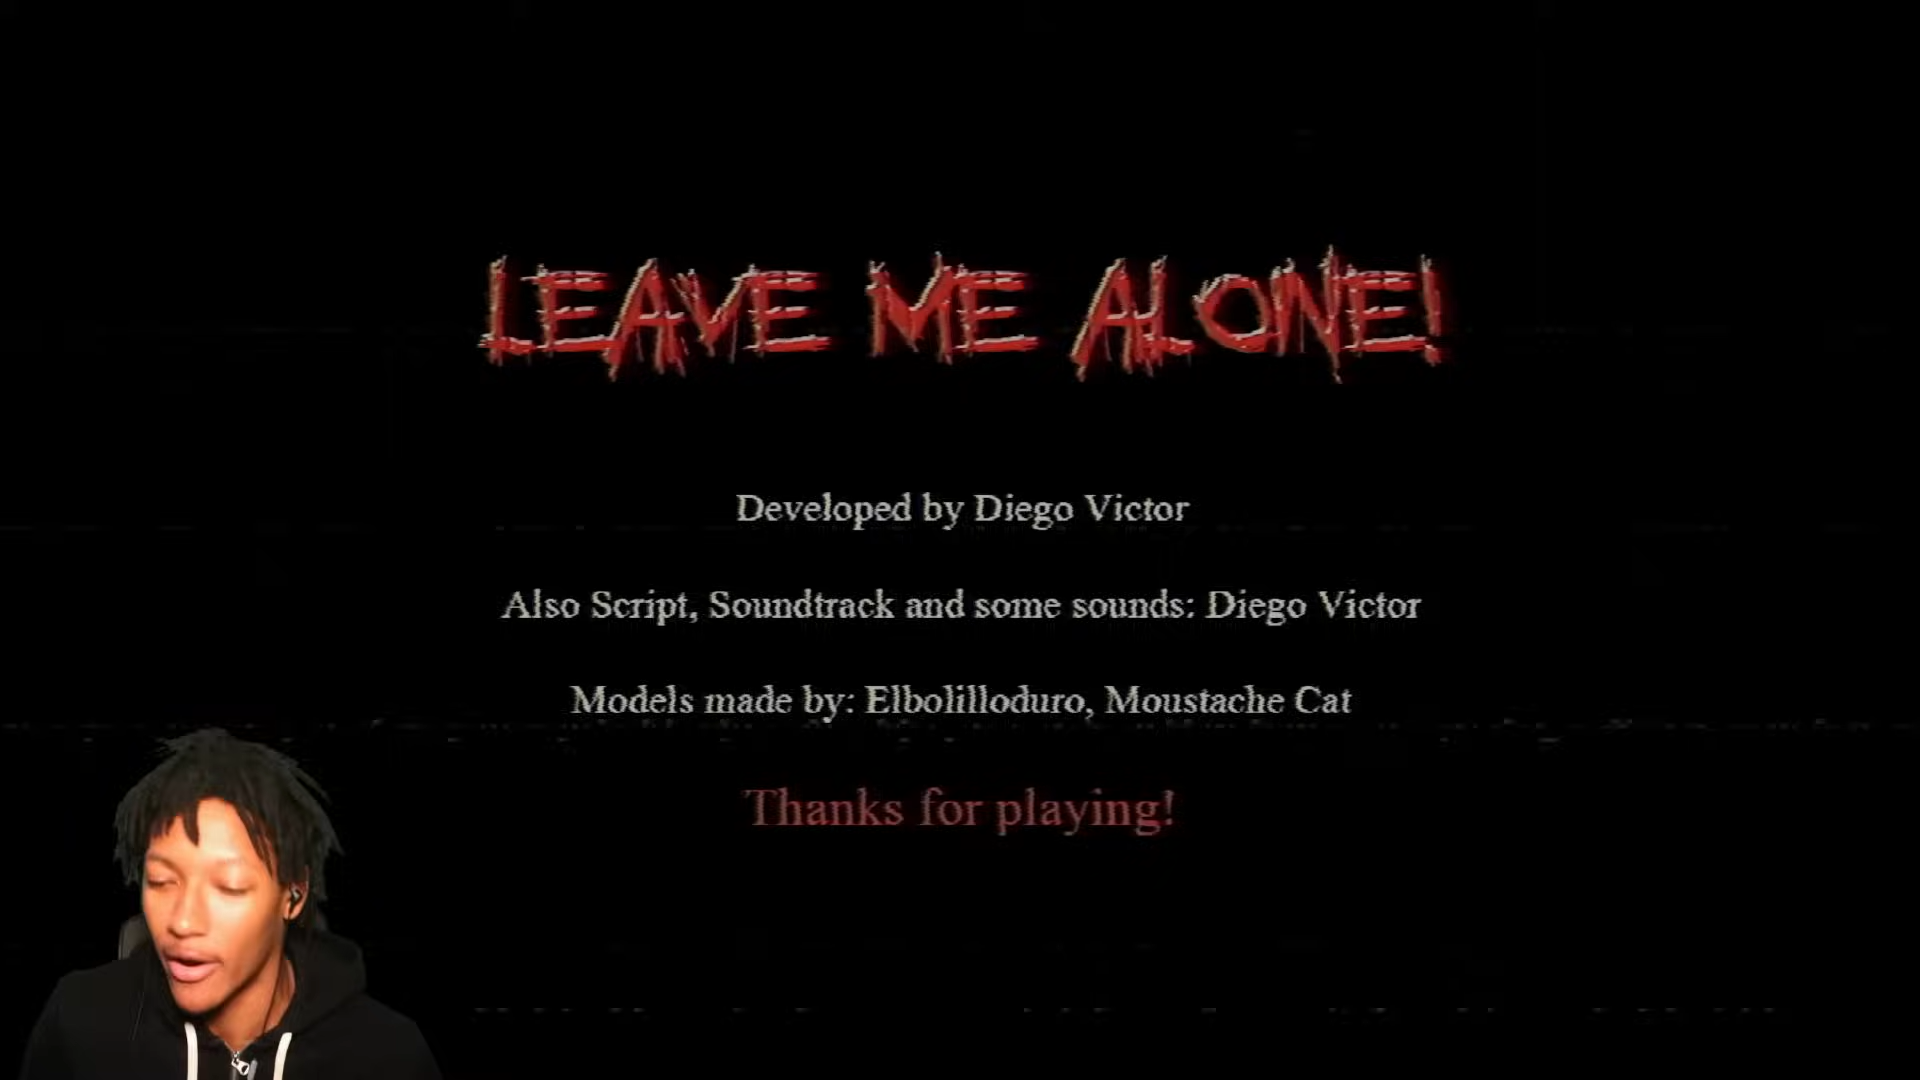 LEAVE ME ALONE!
Developed by Diego Victor
Also Script, Soundtrack and some sounds: Diego Victor
Models made by: Elbolilloduro, Moustache Cat
Thanks for playing!